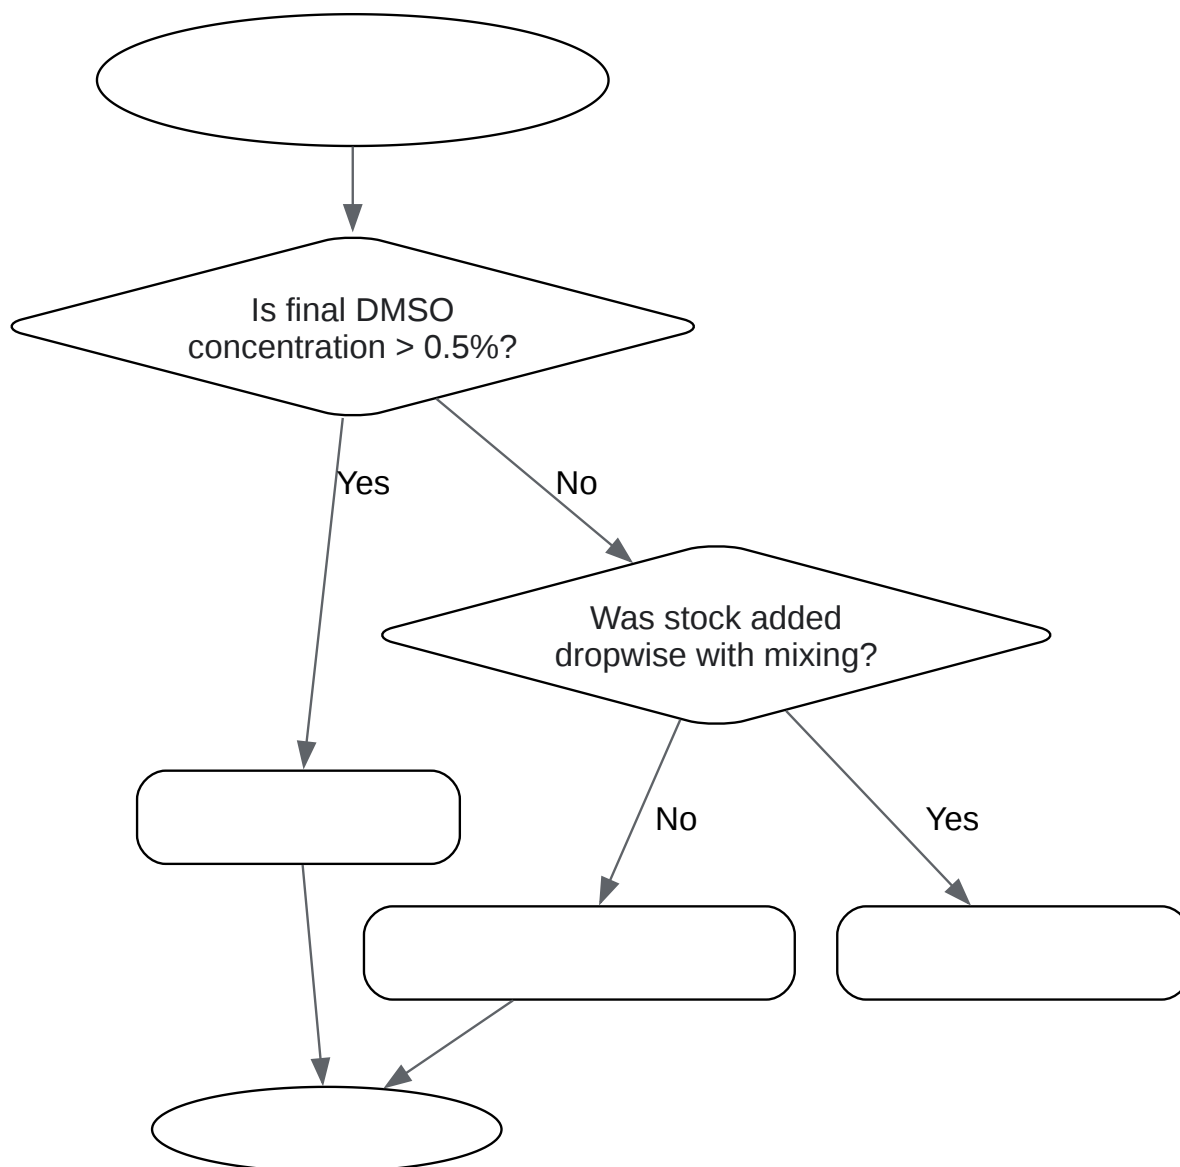 Is final DMSO
concentration > 0.5%?
Yes
No
Was stock added
dropwise with mixing?
No
Yes